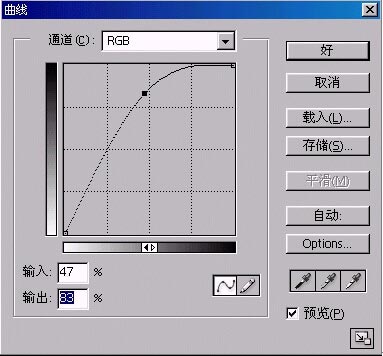 曲线
通道(C): RGB
好
取消
载入(L)...
存储(S)...
平滑(M)
自动:
Options...
输入: 47 %
输出: 83 %
预览(P)